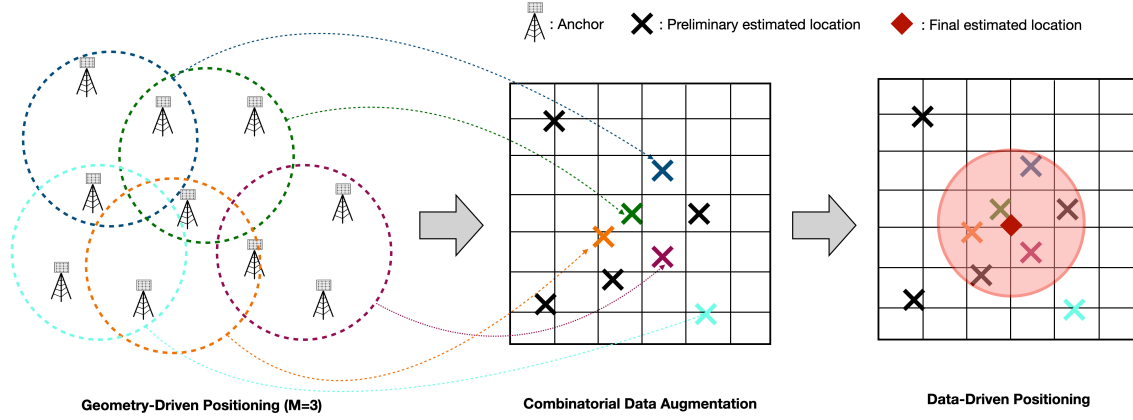 : Anchor
: Preliminary estimated location
: Final estimated location
Geometry-Driven Positioning (M=3)
Combinatorial Data Augmentation
Data-Driven Positioning